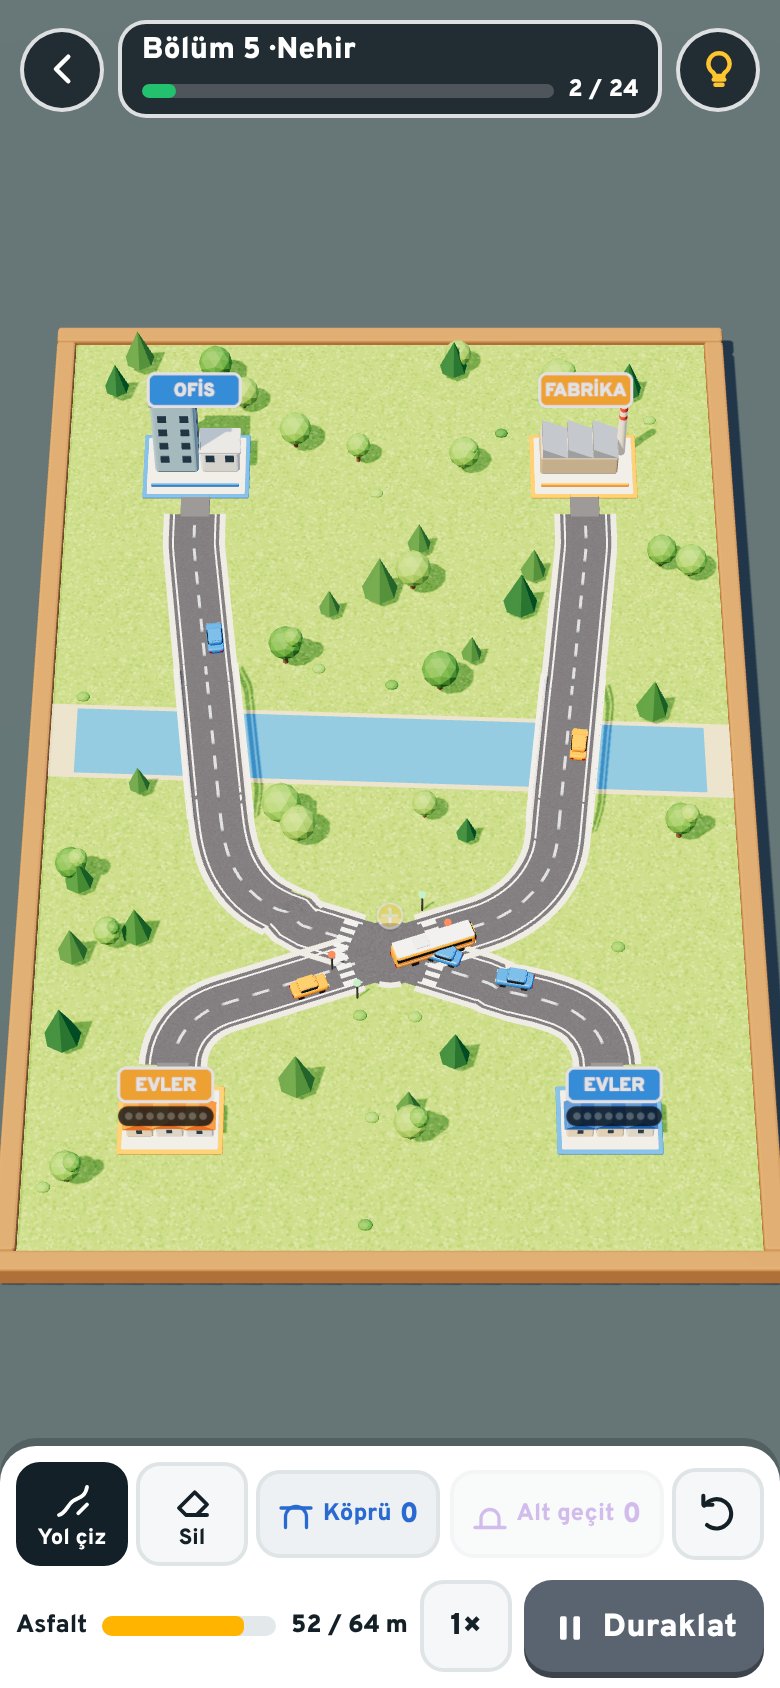 Bölüm 5 ·Nehir
2 / 24
OFİS
FABRİKA
EVLER
EVLER
Yol çiz
Sil
Köprü 0
Alt geçit 0
Asfalt
52 / 64 m
1×
Duraklat